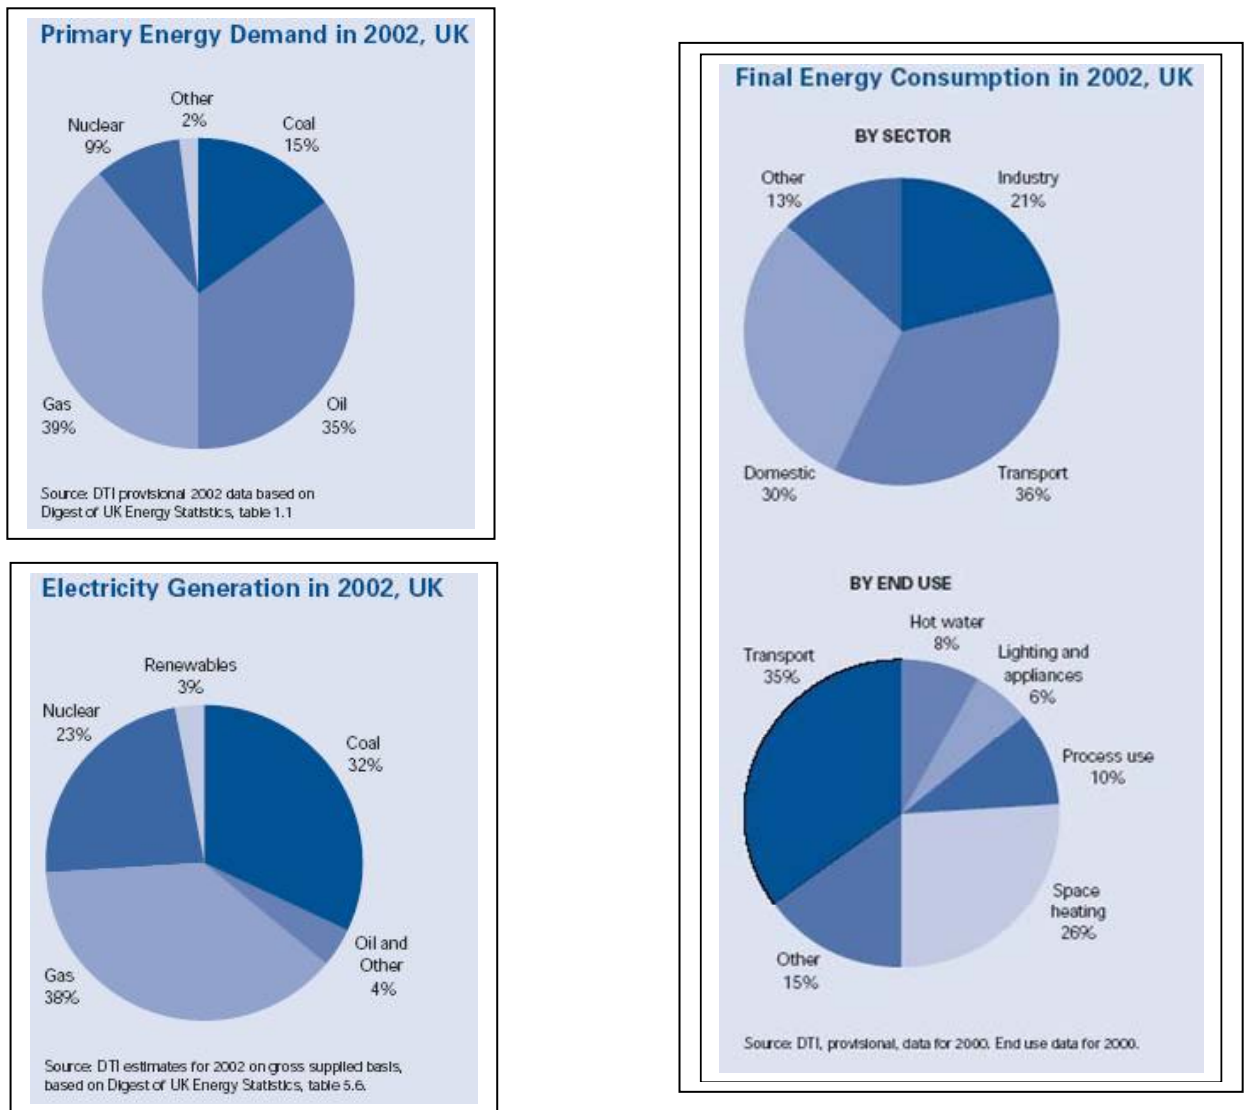 Primary Energy Demand in 2002, UK
Other
2%
Coal
15%
Nuclear
9%
Gas
39%
Oil
35%
Source: DTI provisional 2002 data based on
Digest of UK Energy Statistics, table 1.1
Electricity Generation in 2002, UK
Renewables
3%
Nuclear
23%
Coal
32%
Oil and
Other
4%
Gas
38%
Source: DTI estimates for 2002 on gross supplied basis,
based on Digest of UK Energy Statistics, table 5.6.
Final Energy Consumption in 2002, UK
BY SECTOR
Other
13%
Industry
21%
Domestic
30%
Transport
36%
BY END USE
Hot water
8%
Transport
35%
Lighting and
appliances
6%
Process use
10%
Space
heating
26%
Other
15%
Source: DTI, provisional, data for 2000. End use data for 2000.